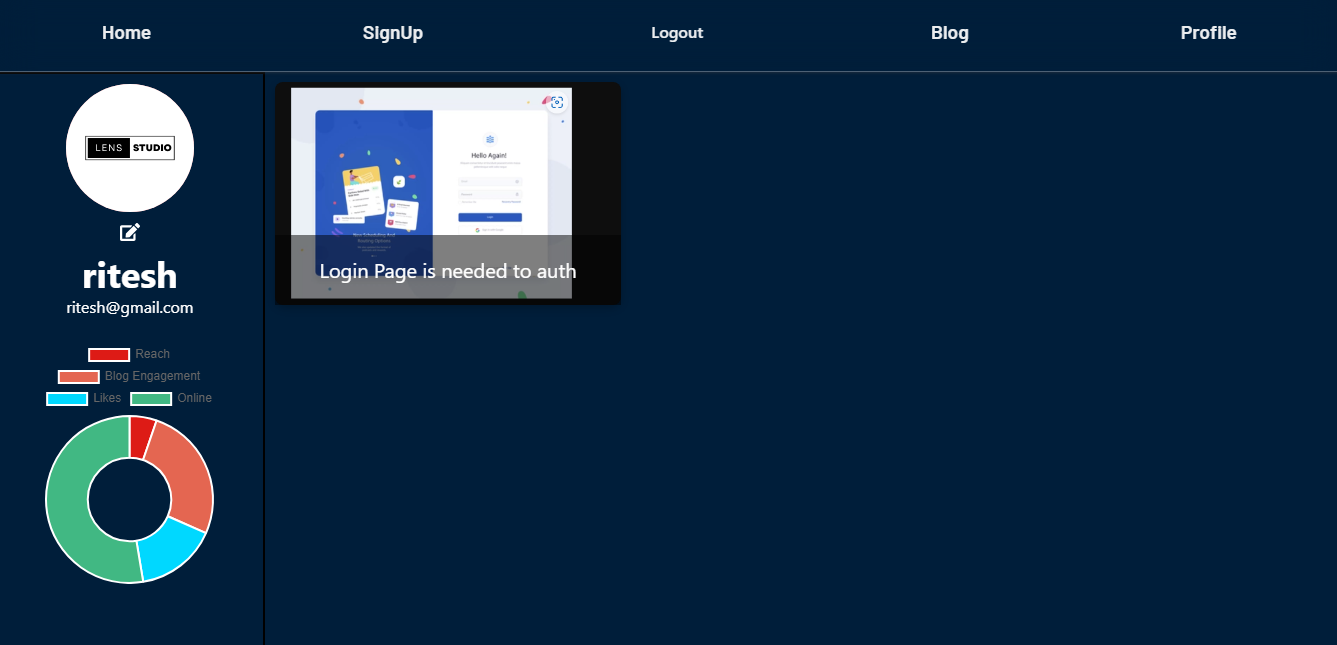 Home SignUp Logout Blog Profile
LENS STUDIO
ritesh
ritesh@gmail.com
Reach
Blog Engagement
Likes Online
Hello Again!
Login Page is needed to auth